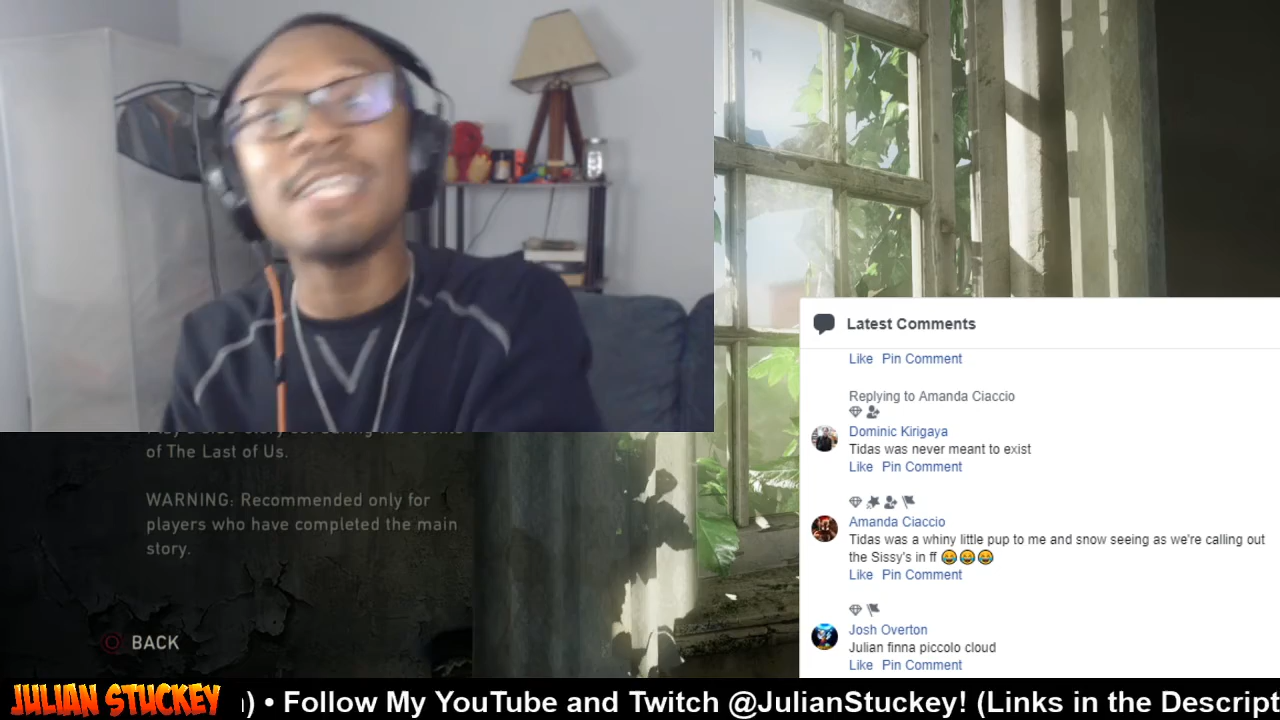 of The Last of Us.
WARNING: Recommended only for
players who have completed the main
story.
BACK
Latest Comments
Like Pin Comment
Replying to Amanda Ciaccio
Dominic Kirigaya
Tidas was never meant to exist
Like Pin Comment
Amanda Ciaccio
Tidas was a whiny little pup to me and snow seeing as we're calling out
the Sissy's in ff 😂😂😂
Like Pin Comment
Josh Overton
Julian finna piccolo cloud
Like Pin Comment
JULIAN STUCKEY
) • Follow My YouTube and Twitch @JulianStuckey! (Links in the Descript